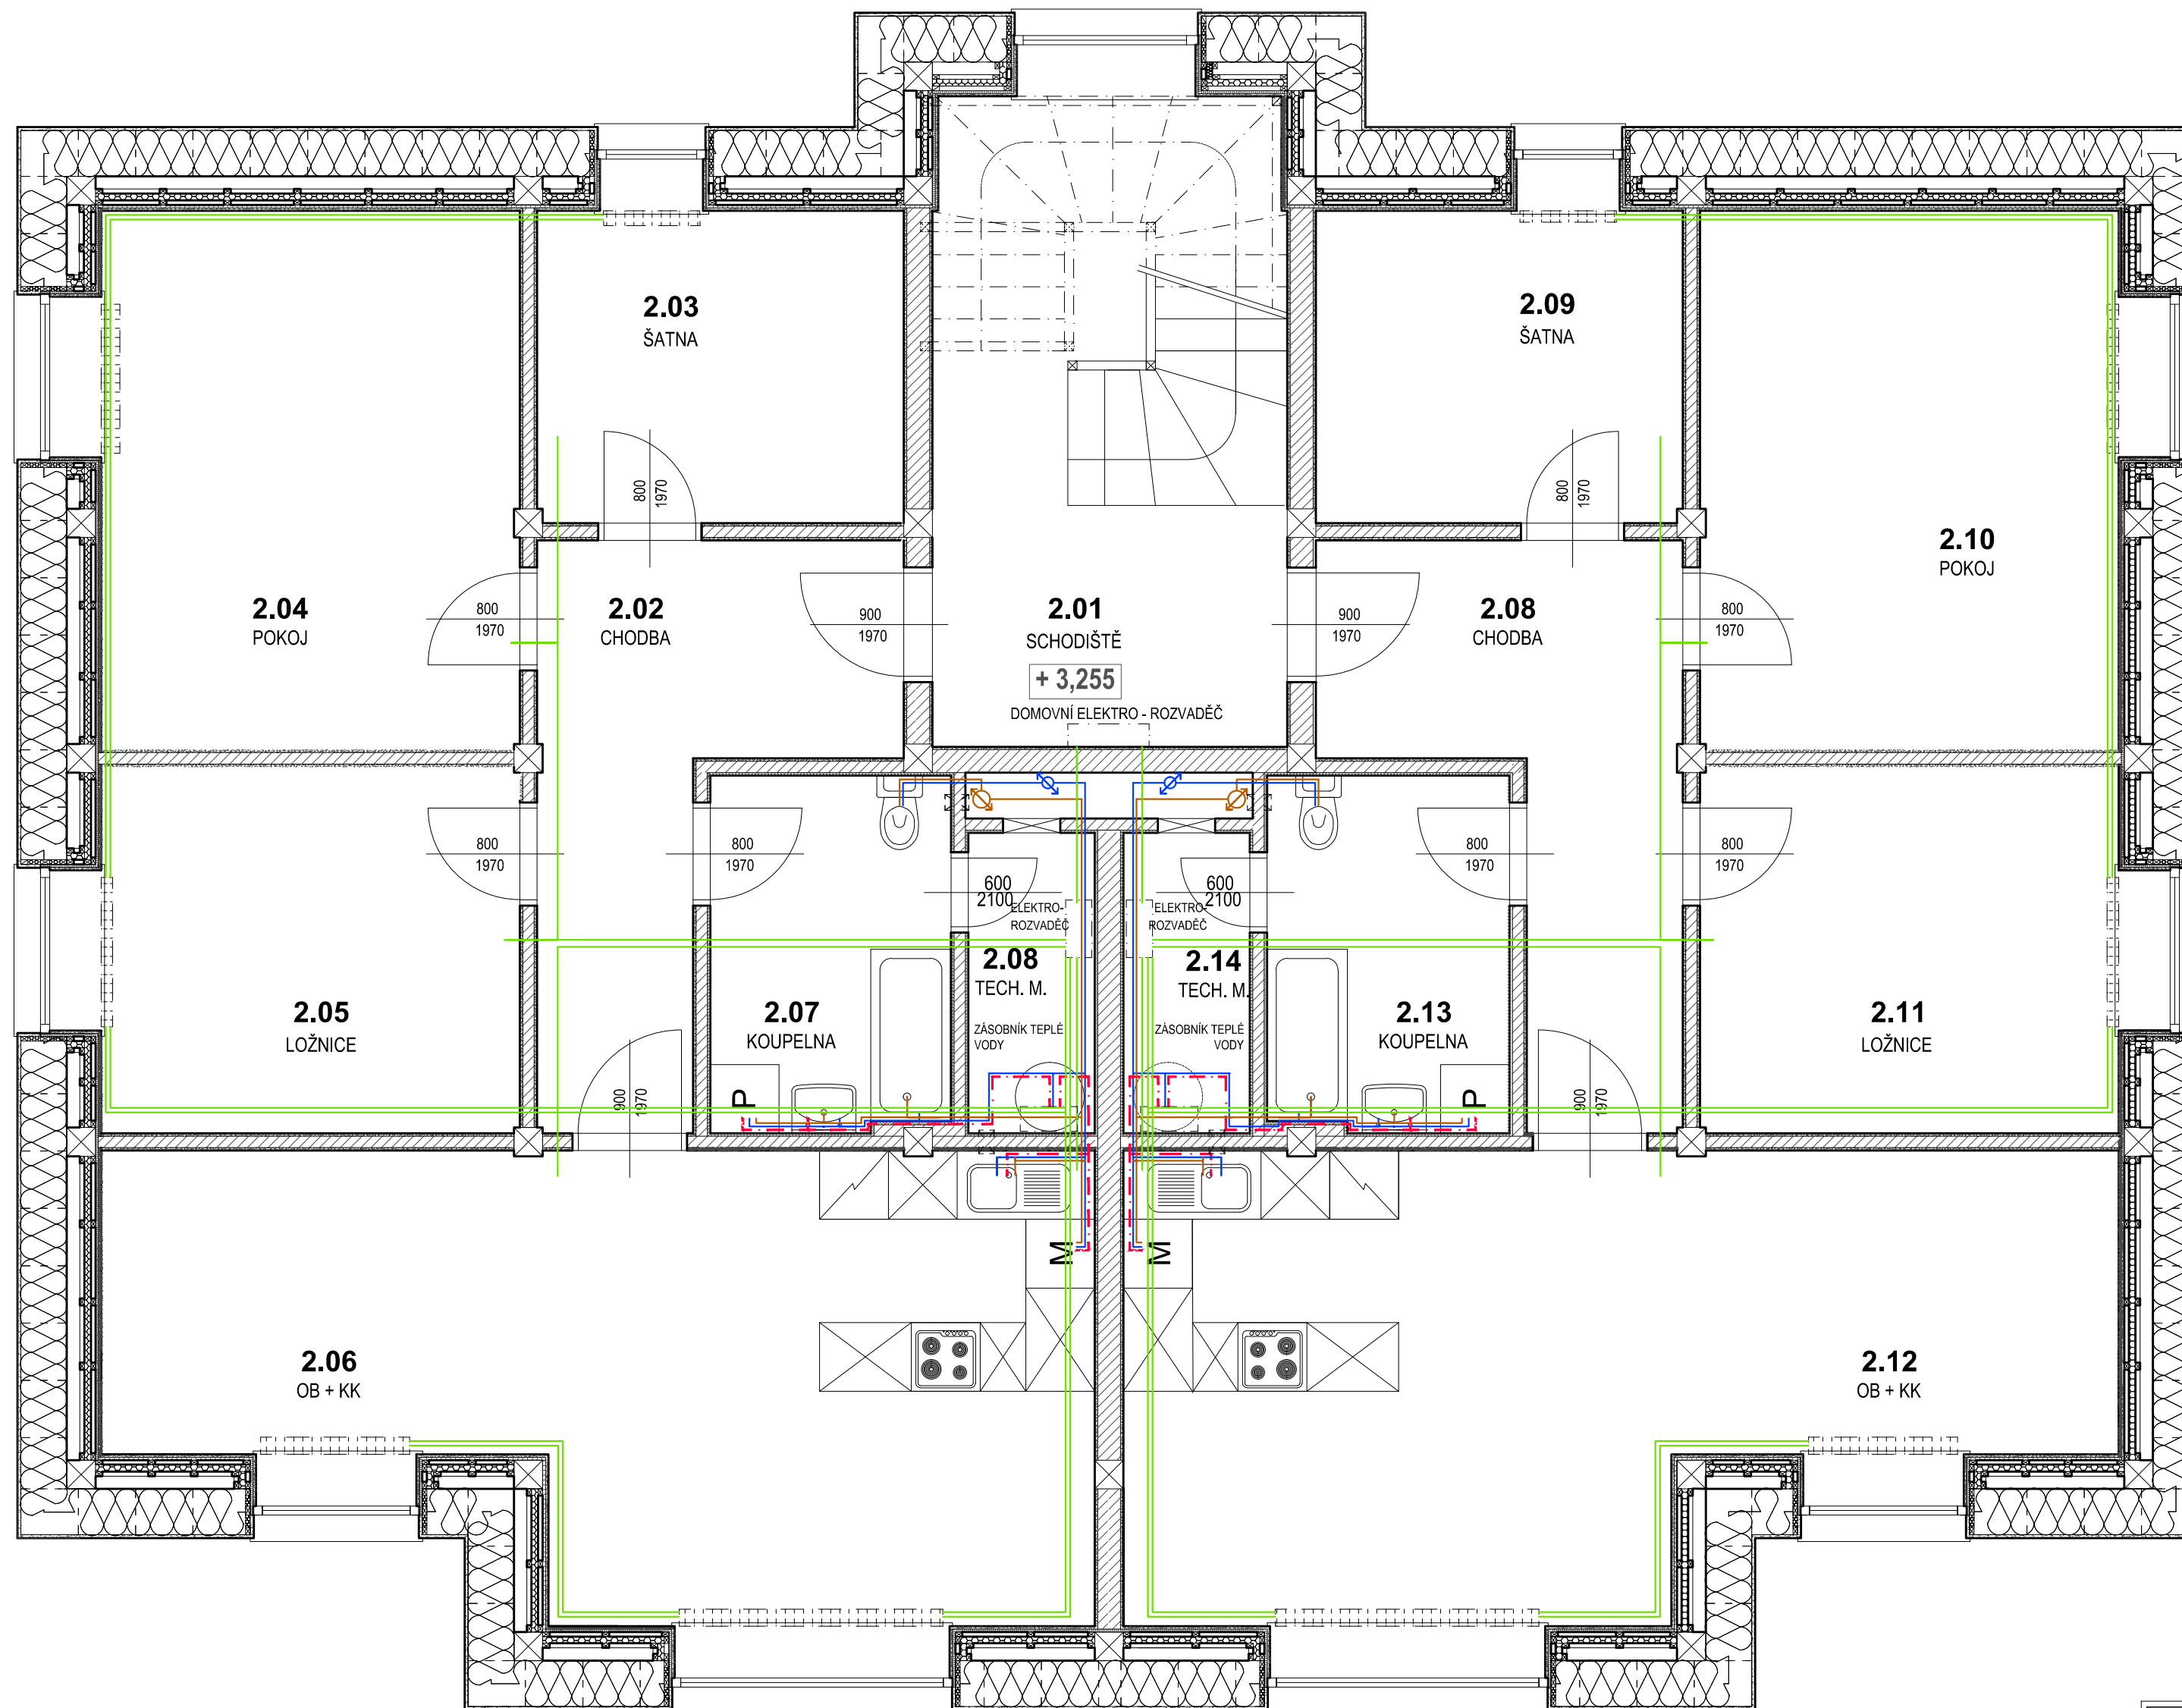 2.03
ŠATNA
2.09
ŠATNA
800
1970
800
1970
2.10
POKOJ
2.04
POKOJ
800
1970
2.02
CHODBA
900
1970
2.01
SCHODIŠTĚ
+ 3,255
DOMOVNÍ ELEKTRO - ROZVADĚČ
900
1970
2.08
CHODBA
800
1970
800
1970
800
1970
600
2100
600
2100
800
1970
800
1970
ELEKTRO-
ROZVADĚČ
ELEKTRO-
ROZVADĚČ
2.08
TECH. M.
2.14
TECH. M.
2.05
LOŽNICE
2.07
KOUPELNA
ZÁSOBNÍK TEPLÉ
VODY
ZÁSOBNÍK TEPLÉ
VODY
2.13
KOUPELNA
2.11
LOŽNICE
900
1970
P
P
900
1970
M
M
2.06
OB + KK
2.12
OB + KK